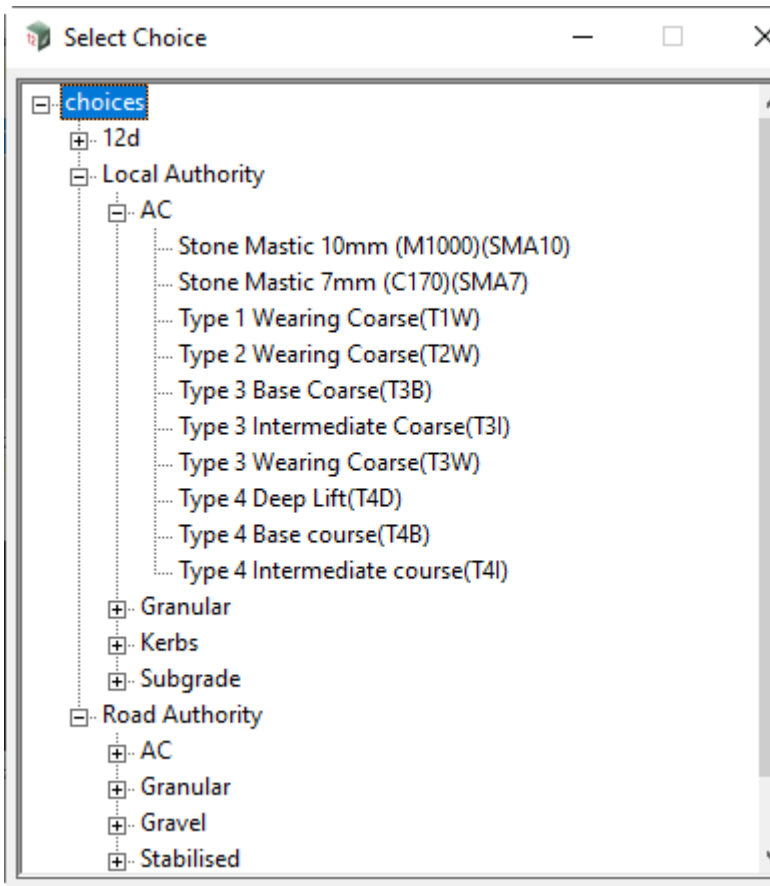 Select Choice
choices
12d
Local Authority
AC
Stone Mastic 10mm (M1000)(SMA10)
Stone Mastic 7mm (C170)(SMA7)
Type 1 Wearing Coarse(T1W)
Type 2 Wearing Coarse(T2W)
Type 3 Base Coarse(T3B)
Type 3 Intermediate Coarse(T3I)
Type 3 Wearing Coarse(T3W)
Type 4 Deep Lift(T4D)
Type 4 Base course(T4B)
Type 4 Intermediate course(T4I)
Granular
Kerbs
Subgrade
Road Authority
AC
Granular
Gravel
Stabilised